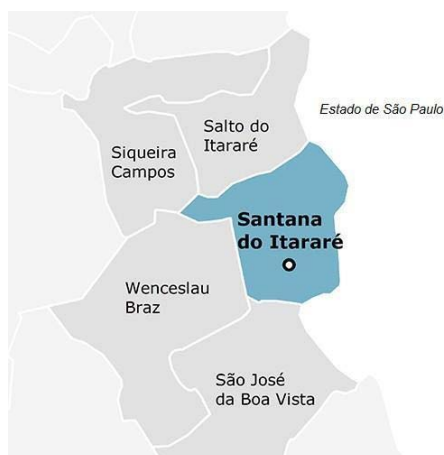 Estado de São Paulo
Salto do
Itararé
Siqueira
Campos
Santana
do Itararé
Wenceslau
Braz
São José
da Boa Vista